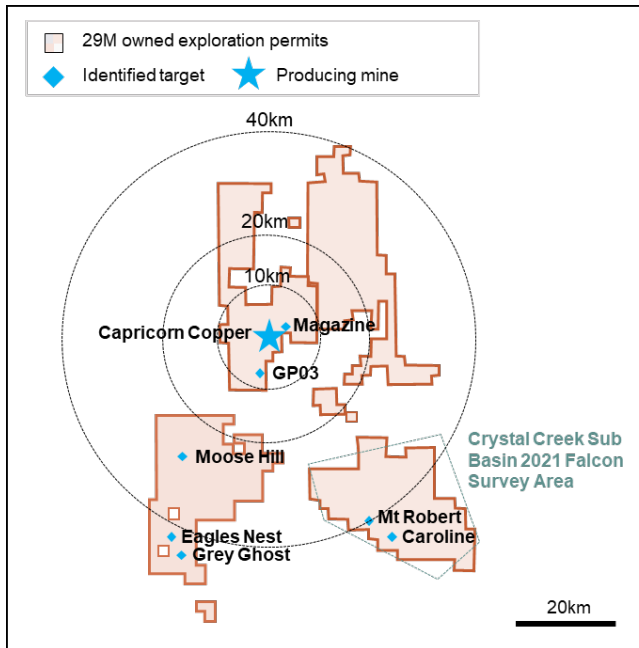 29M owned exploration permits
Identified target
Producing mine
40km
20km
10km
Magazine
Capricorn Copper
GP03
Crystal Creek Sub
Basin 2021 Falcon
Survey Area
Moose Hill
Mt Robert
Eagles Nest
Caroline
Grey Ghost
20km